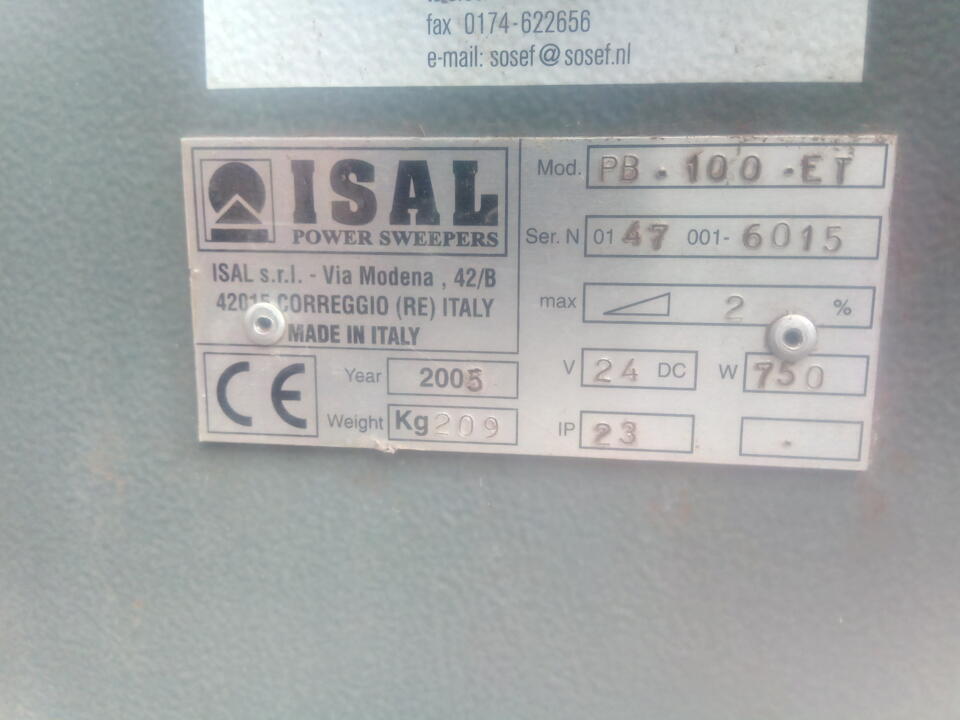 fax 0174-622656
e-mail: sosef@sosef.nl
ISAL
POWER SWEEPERS
ISAL s.r.l. - Via Modena , 42/B
42015 CORREGGIO (RE) ITALY
MADE IN ITALY
CE
Year 2005
Weight Kg 209
Mod. PB.100.ET
Ser. N 01 47 001- 6015
max 2 %
V 24 DC W 750
IP 23 .